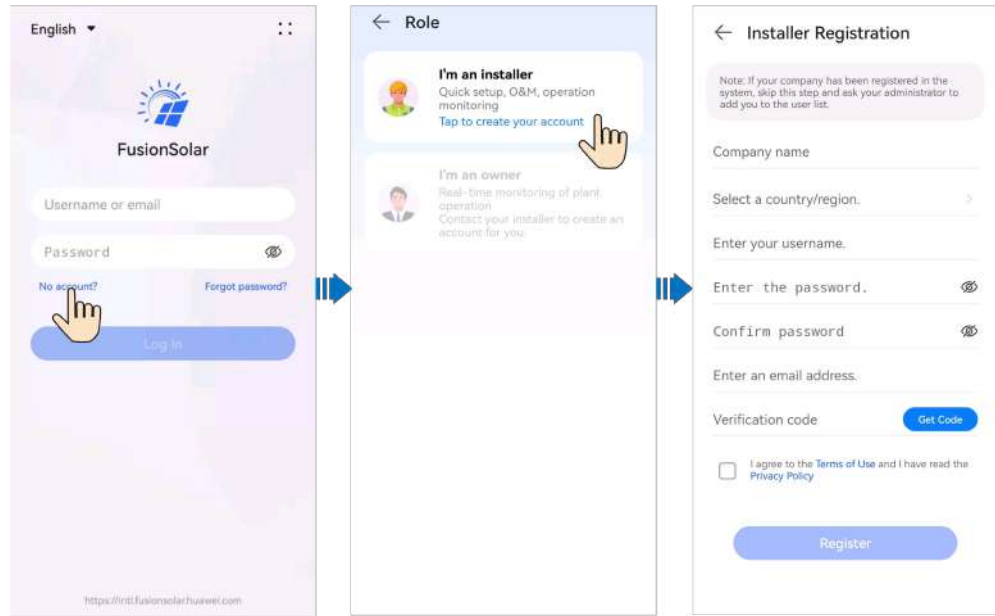 English
FusionSolar
Username or email
Password
No account?
Forgot password?
Log In
https://intl.fusionsolar.huawei.com
Role
I'm an installer
Quick setup, O&M, operation
monitoring
Tap to create your account
I'm an owner
Real-time monitoring of plant
operation
Contact your installer to create an
account for you.
Installer Registration
Note: If your company has been registered in the
system, skip this step and ask your administrator to
add you to the user list.
Company name
Select a country/region.
Enter your username.
Enter the password.
Confirm password
Enter an email address.
Verification code
Get Code
I agree to the Terms of Use and I have read the
Privacy Policy
Register